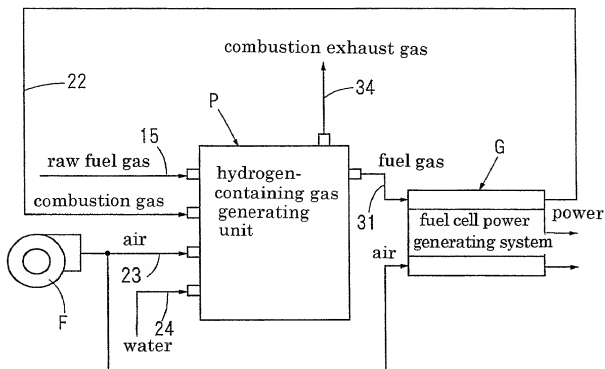 combustion exhaust gas
22
34
P
15
raw fuel gas
fuel gas
G
hydrogen-
containing gas
generating
unit
combustion gas
31
power
fuel cell power
generating system
air
air
23
F
24
water